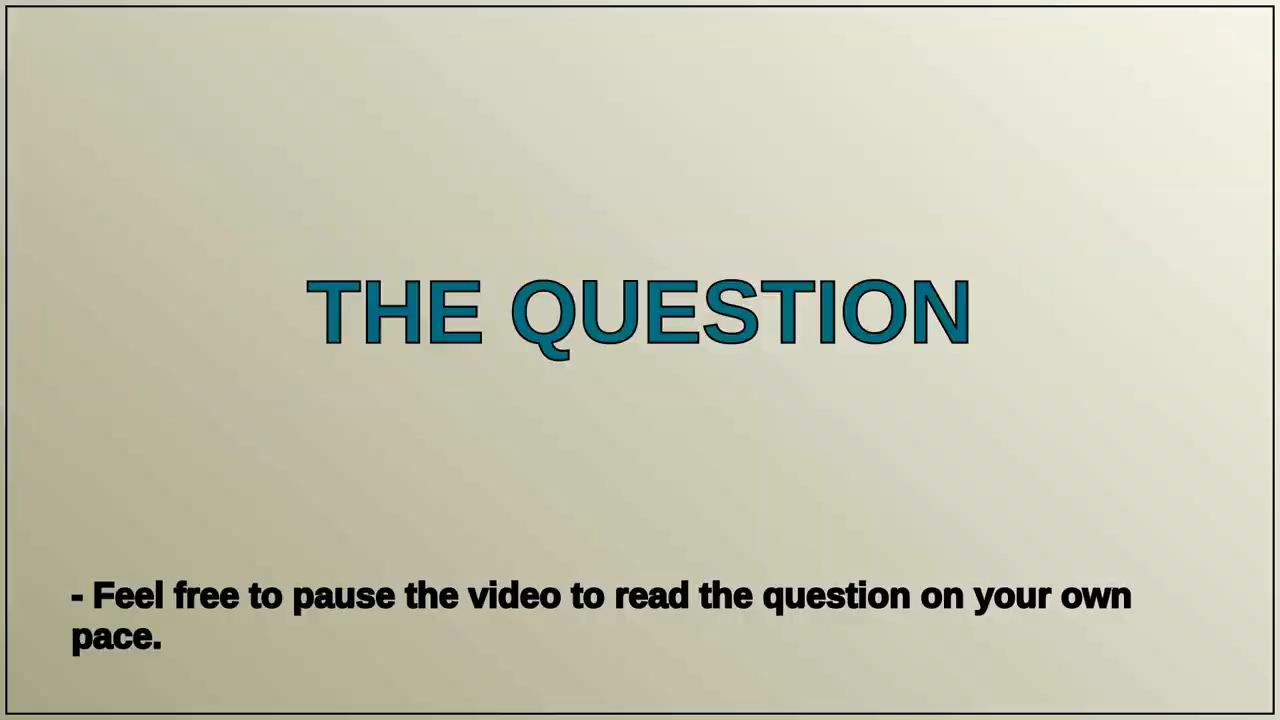 THE QUESTION
- Feel free to pause the video to read the question on your own
pace.